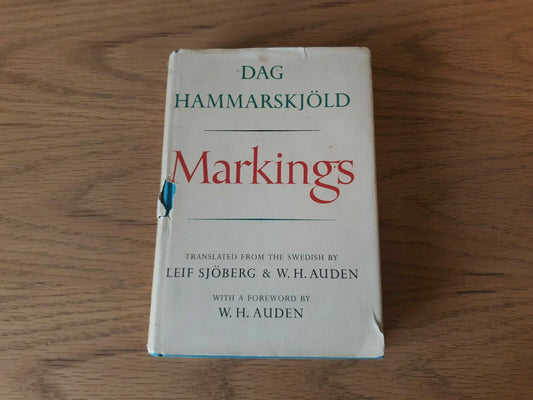 DAG
HAMMARSKJÖLD
Markings
TRANSLATED FROM THE SWEDISH BY
LEIF SJÖBERG & W. H. AUDEN
WITH A FOREWORD BY
W. H. AUDEN